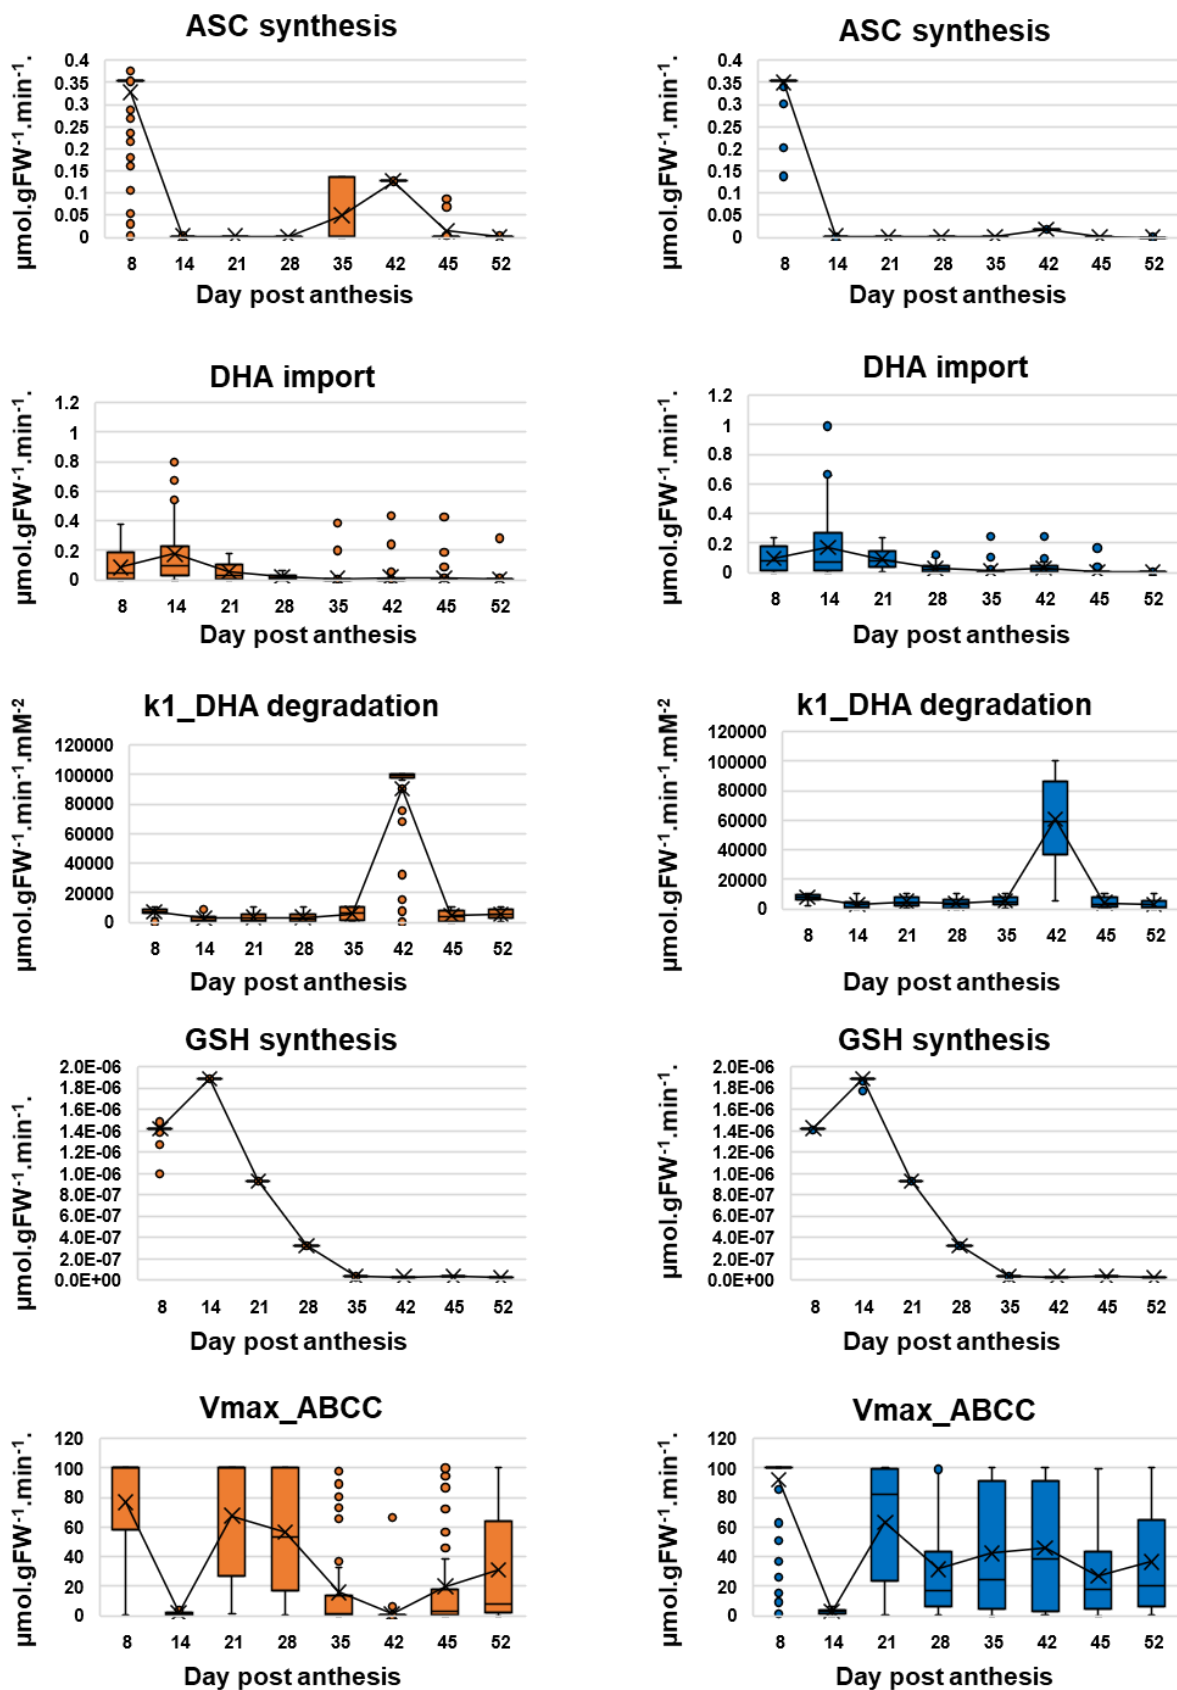 ASC synthesis
µmol.gFW⁻¹.min⁻¹.
0.4
0.35
0.3
0.25
0.2
0.15
0.1
0.05
0
8 14 21 28 35 42 45 52
Day post anthesis
ASC synthesis
µmol.gFW⁻¹.min⁻¹.
0.4
0.35
0.3
0.25
0.2
0.15
0.1
0.05
0
8 14 21 28 35 42 45 52
Day post anthesis
DHA import
µmol.gFW⁻¹.min⁻¹.
1.2
1
0.8
0.6
0.4
0.2
0
8 14 21 28 35 42 45 52
Day post anthesis
DHA import
µmol.gFW⁻¹.min⁻¹.
1.2
1
0.8
0.6
0.4
0.2
0
8 14 21 28 35 42 45 52
Day post anthesis
k1_DHA degradation
µmol.gFW⁻¹.min⁻¹.mM⁻²
120000
100000
80000
60000
40000
20000
0
8 14 21 28 35 42 45 52
Day post anthesis
k1_DHA degradation
µmol.gFW⁻¹.min⁻¹.mM⁻²
120000
100000
80000
60000
40000
20000
0
8 14 21 28 35 42 45 52
Day post anthesis
GSH synthesis
µmol.gFW⁻¹.min⁻¹.
2.0E-06
1.8E-06
1.6E-06
1.4E-06
1.2E-06
1.0E-06
8.0E-07
6.0E-07
4.0E-07
2.0E-07
0.0E+00
8 14 21 28 35 42 45 52
Day post anthesis
GSH synthesis
µmol.gFW⁻¹.min⁻¹.
2.0E-06
1.8E-06
1.6E-06
1.4E-06
1.2E-06
1.0E-06
8.0E-07
6.0E-07
4.0E-07
2.0E-07
0.0E+00
8 14 21 28 35 42 45 52
Day post anthesis
Vmax_ABCC
µmol.gFW⁻¹.min⁻¹.
120
100
80
60
40
20
0
8 14 21 28 35 42 45 52
Day post anthesis
Vmax_ABCC
µmol.gFW⁻¹.min⁻¹.
120
100
80
60
40
20
0
8 14 21 28 35 42 45 52
Day post anthesis